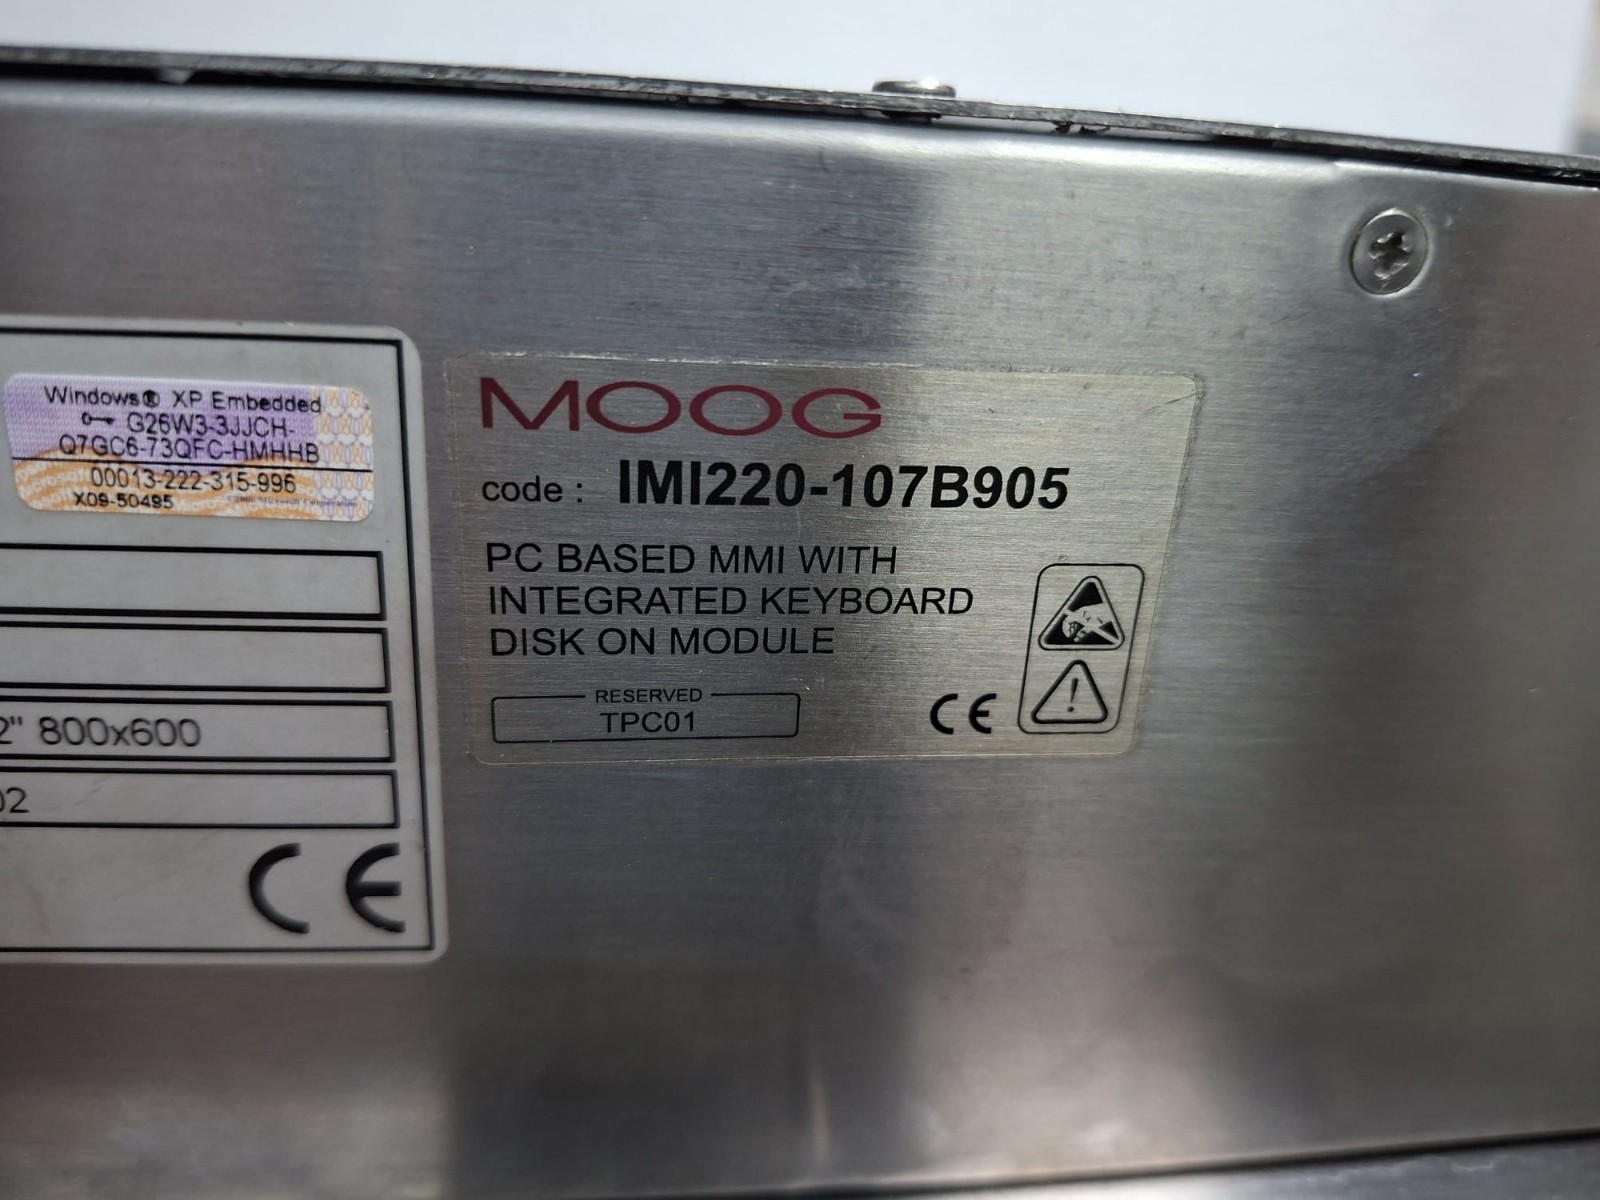 Windows® XP Embedded
G26W3-3JJCH-
Q7GC6-73QFC-HMHHB
00013-222-315-996
X09-50495
2" 800x600
02
CE
MOOG
code : IMI220-107B905
PC BASED MMI WITH
INTEGRATED KEYBOARD
DISK ON MODULE
RESERVED
TPC01
CE